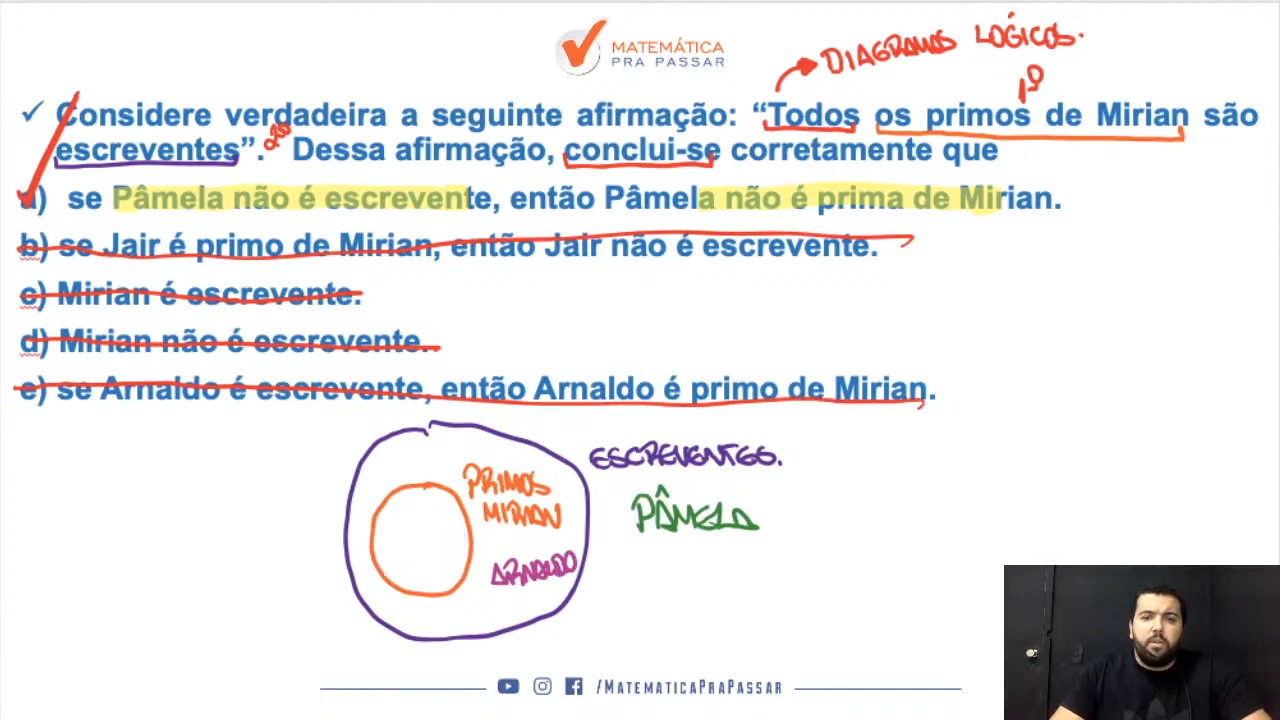 MATEMÁTICA
PRA PASSAR
DIAGRAMAS LÓGICOS.
1º
✓ Considere verdadeira a seguinte afirmação: “Todos os primos de Mirian são
escreventes”. Dessa afirmação, conclui-se corretamente que
2º
a) se Pâmela não é escrevente, então Pâmela não é prima de Mirian.
b) se Jair é primo de Mirian, então Jair não é escrevente.
c) Mirian é escrevente.
d) Mirian não é escrevente.
e) se Arnaldo é escrevente, então Arnaldo é primo de Mirian.
ESCREVENTES.
PRIMOS
MIRIAN
PÂMELA
ARNALDO
/MATEMATICAPRAPASSAR